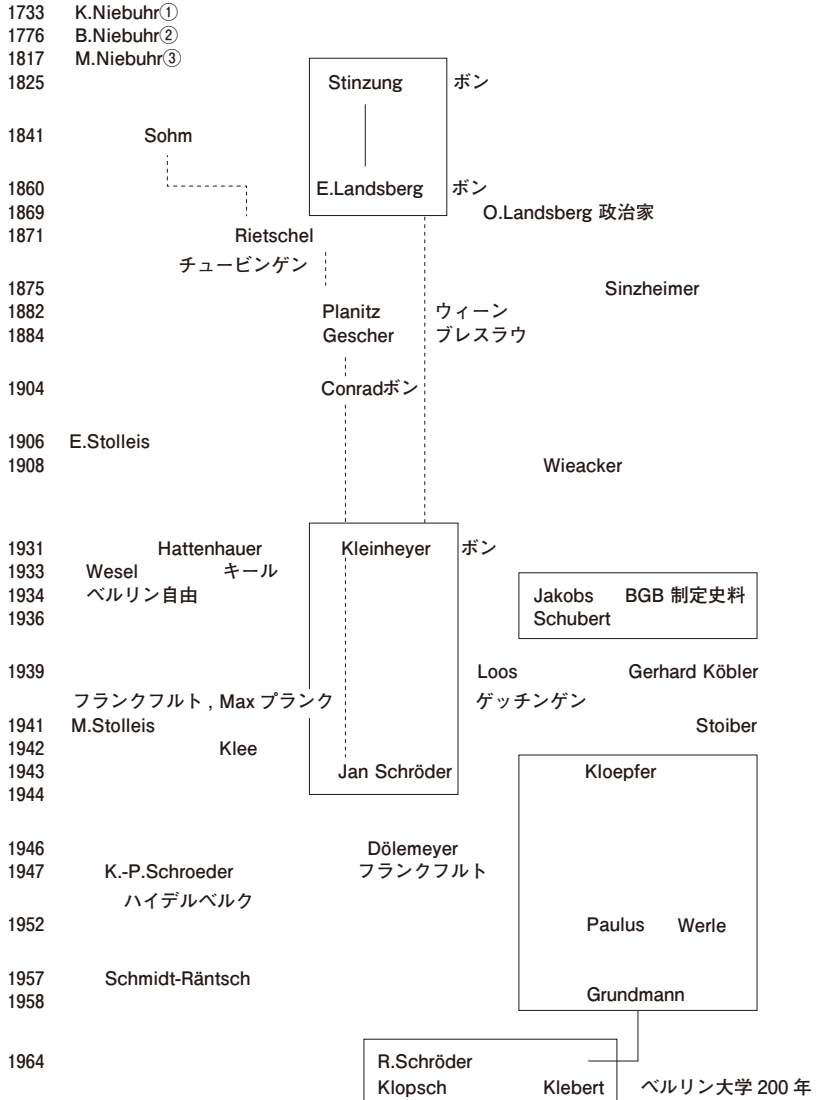 1733 K.Niebuhr①
1776 B.Niebuhr②
1817 M.Niebuhr③
1825 Stinzung ボン
1841 Sohm
1860 E.Landsberg ボン
1869 O.Landsberg 政治家
1871 Rietschel
チュービンゲン
1875 Sinzheimer
1882 Planitz ウィーン
1884 Gescher ブレスラウ
1904 Conradボン
1906 E.Stolleis
1908 Wieacker
1931 Hattenhauer Kleinheyer ボン
1933 Wesel キール
1934 ベルリン自由 Jakobs BGB 制定史料
1936 Schubert
1939 Loos Gerhard Köbler
フランクフルト , Max プランク ゲッチンゲン
1941 M.Stolleis Stoiber
1942 Klee
1943 Jan Schröder Kloepfer
1944
1946 Dölemeyer
1947 K.-P.Schroeder フランクフルト
ハイデルベルク
1952 Paulus Werle
1957 Schmidt-Räntsch
1958 Grundmann
1964 R.Schröder
Klopsch Klebert ベルリン大学 200 年